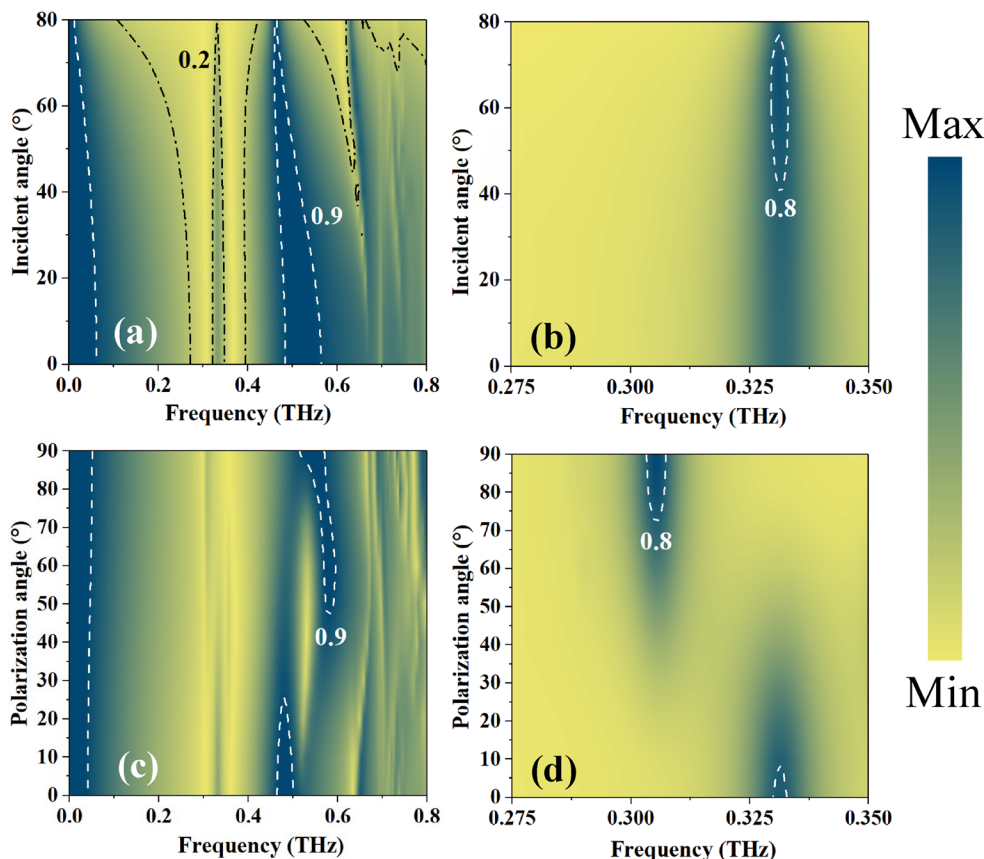 80
60
40
20
0
Incident angle (°)
0.2
0.9
(a)
0.0 0.2 0.4 0.6 0.8
Frequency (THz)
80
60
40
20
0
Incident angle (°)
0.8
(b)
0.275 0.300 0.325 0.350
Frequency (THz)
Max
Min
90
80
70
60
50
40
30
20
10
0
Polarization angle (°)
0.9
(c)
0.0 0.2 0.4 0.6 0.8
Frequency (THz)
90
80
70
60
50
40
30
20
10
0
Polarization angle (°)
0.8
(d)
0.275 0.300 0.325 0.350
Frequency (THz)